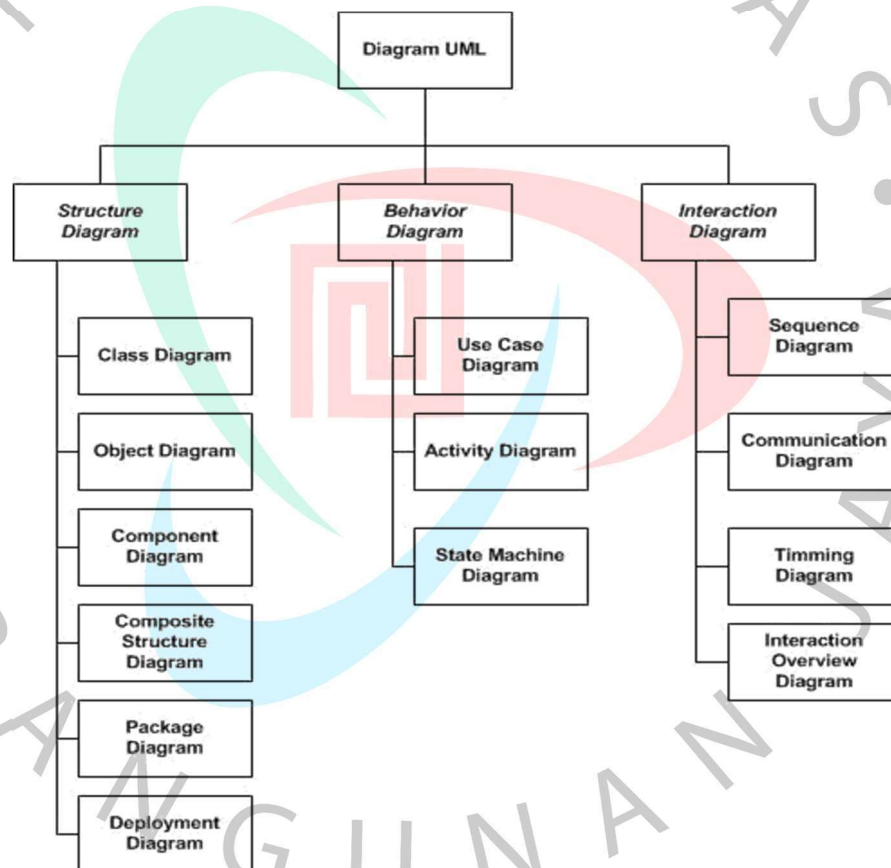 Diagram UML
Structure
Diagram
Behavior
Diagram
Interaction
Diagram
Class Diagram
Object Diagram
Component
Diagram
Composite
Structure
Diagram
Package
Diagram
Deployment
Diagram
Use Case
Diagram
Activity Diagram
State Machine
Diagram
Sequence
Diagram
Communication
Diagram
Timming
Diagram
Interaction
Overview
Diagram
ANGUNAN